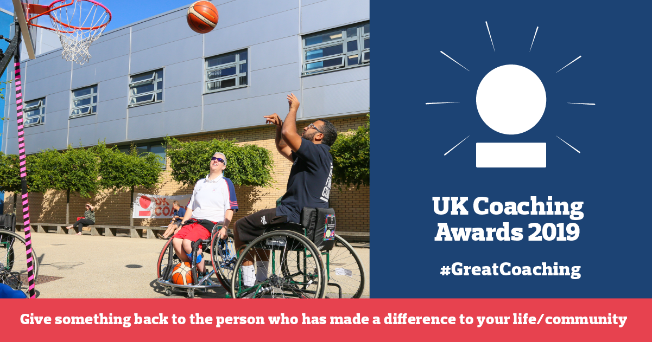 UK Coaching
Awards 2019
#GreatCoaching
Give something back to the person who has made a difference to your life/community